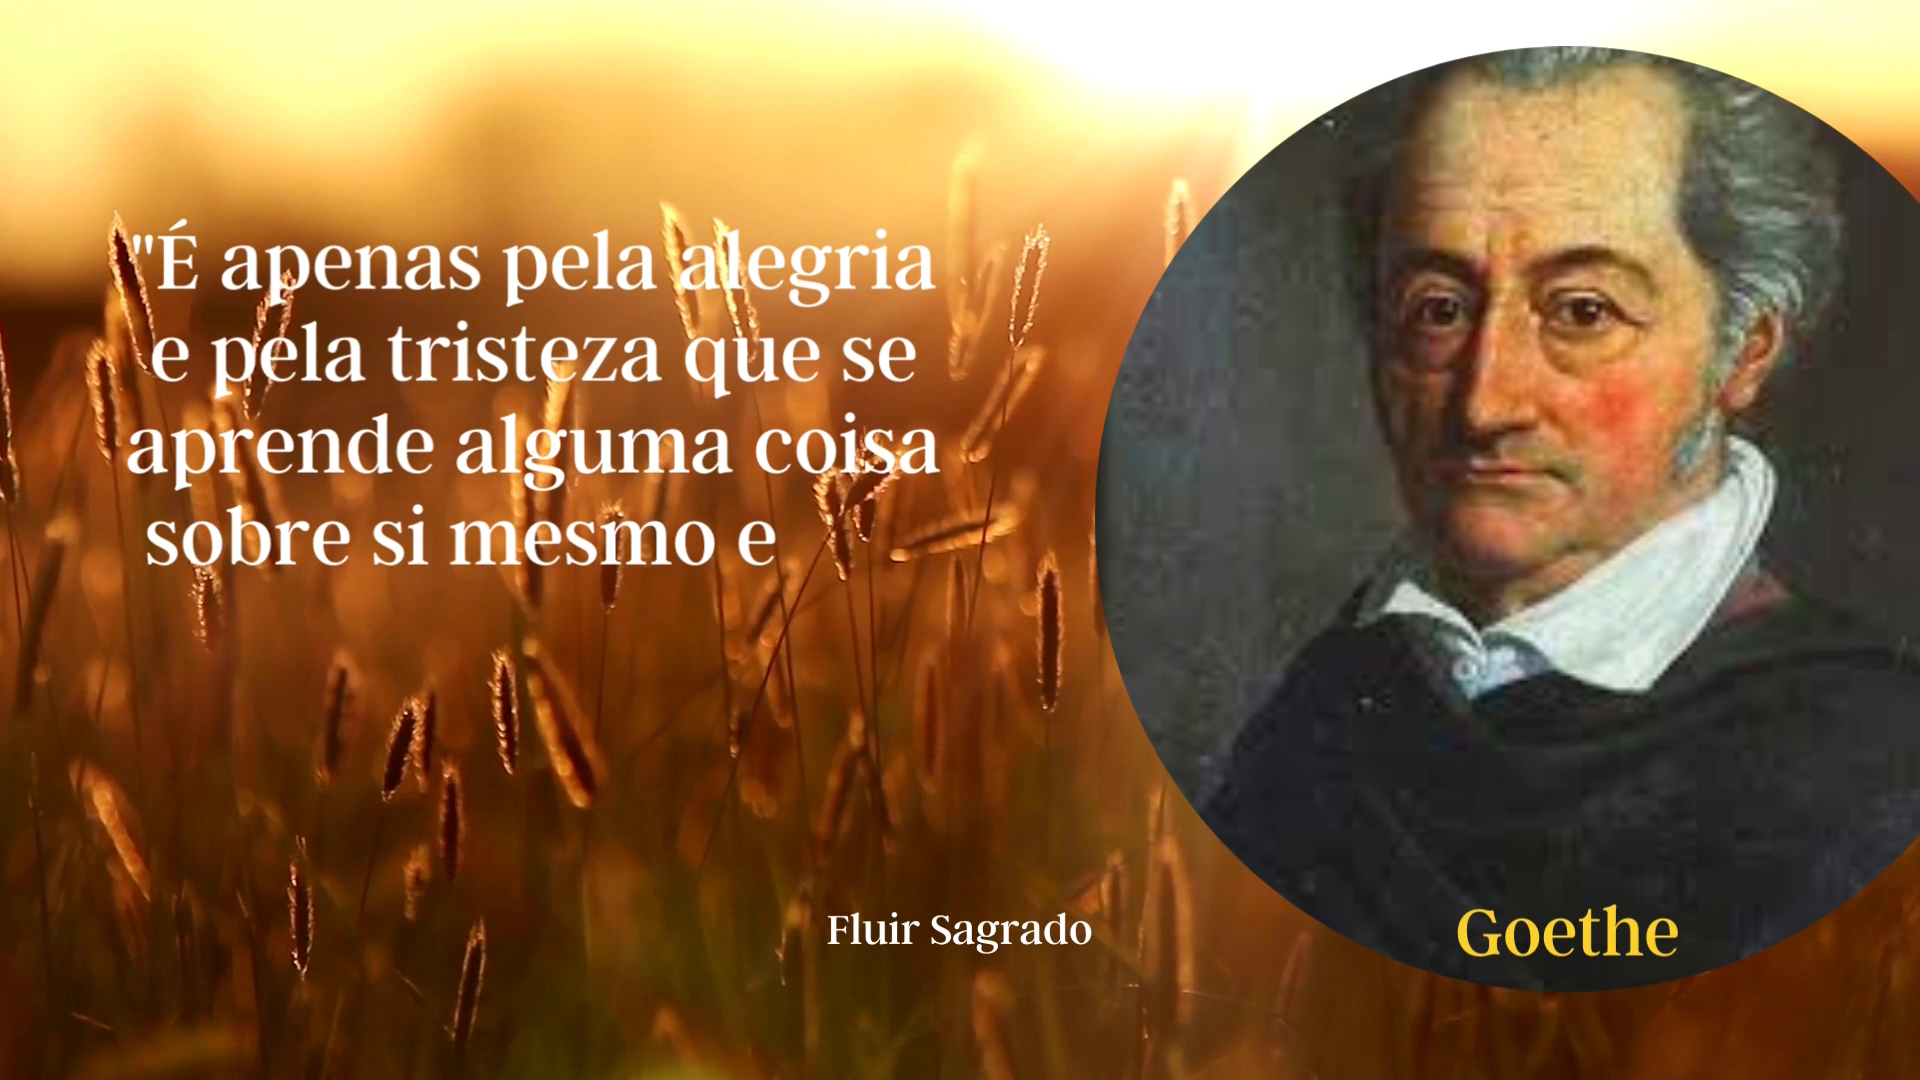 "É apenas pela alegria
e pela tristeza que se
aprende alguma coisa
sobre si mesmo e
Fluir Sagrado
Goethe